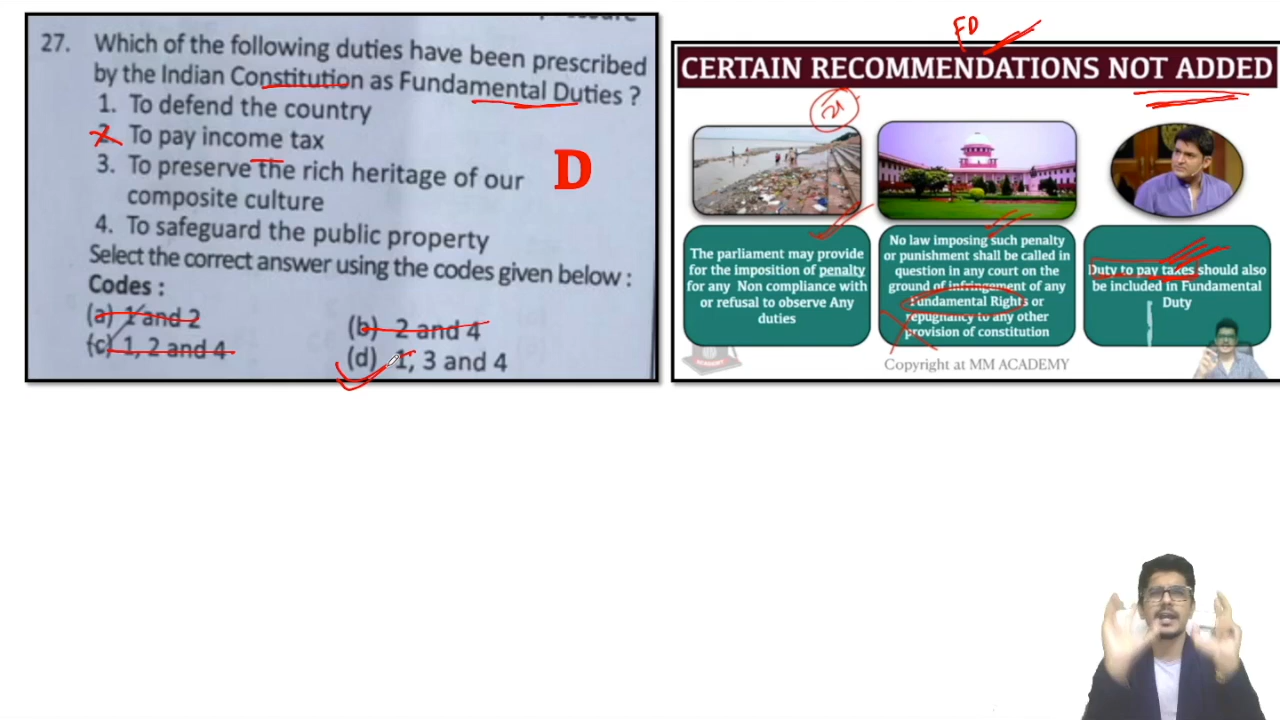 27. Which of the following duties have been prescribed
by the Indian Constitution as Fundamental Duties ?
1. To defend the country
2. To pay income tax
3. To preserve the rich heritage of our
composite culture
4. To safeguard the public property
Select the correct answer using the codes given below :
Codes :
(a) 1 and 2
(b) 2 and 4
(c) 1, 2 and 4
(d) 1, 3 and 4
D
FD
CERTAIN RECOMMENDATIONS NOT ADDED
The parliament may provide
for the imposition of penalty
for any Non compliance with
or refusal to observe Any
duties
No law imposing such penalty
or punishment shall be called in
question in any court on the
ground of infringement of any
Fundamental Rights or
repugnancy to any other
provision of constitution
Duty to pay taxes should also
be included in Fundamental
Duty
Copyright at MM ACADEMY